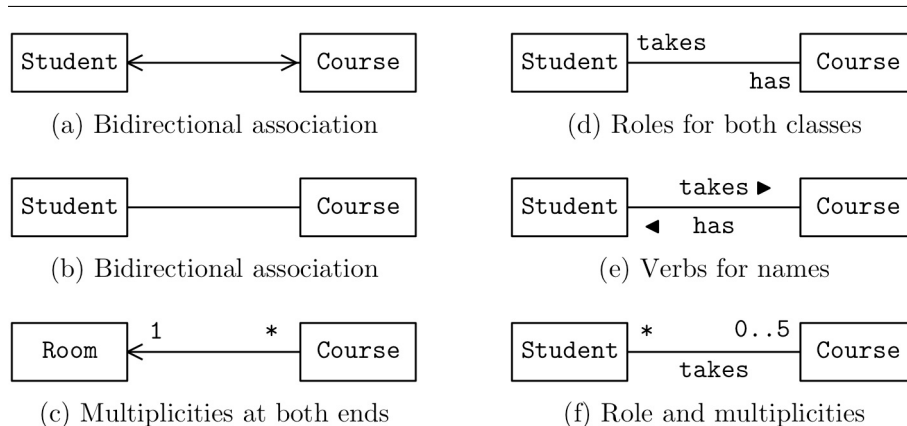 Student Course
(a) Bidirectional association
Student Course
(b) Bidirectional association
Room 1 * Course
(c) Multiplicities at both ends
Student takes has Course
(d) Roles for both classes
Student takes ► ◄ has Course
(e) Verbs for names
Student * 0..5 takes Course
(f) Role and multiplicities